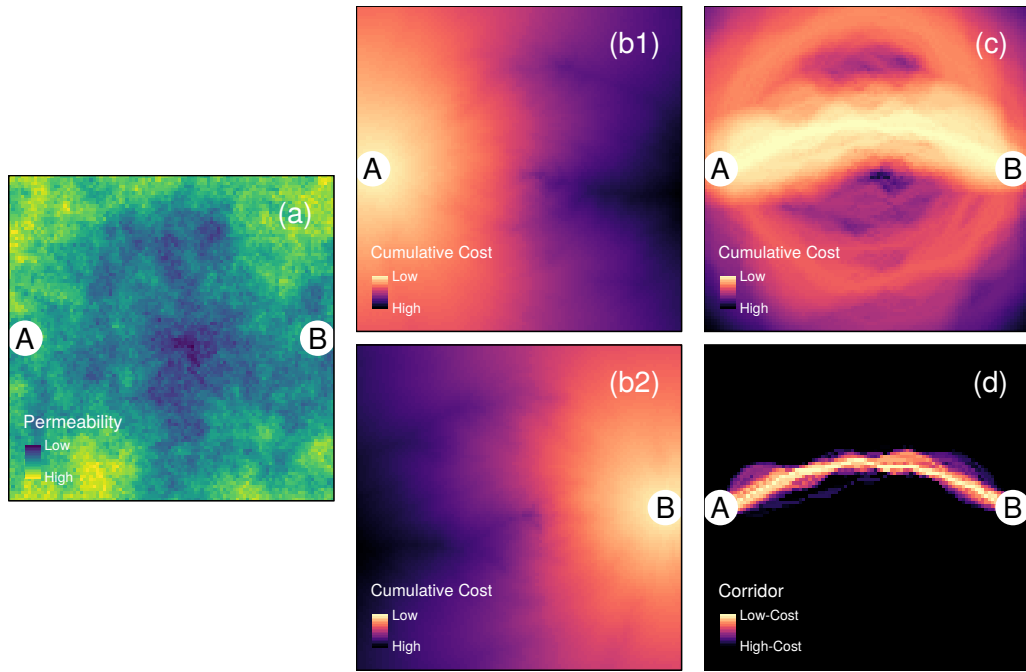 (a)
A
B
Permeability
Low
High
(b1)
A
Cumulative Cost
Low
High
(b2)
B
Cumulative Cost
Low
High
(c)
A
B
Cumulative Cost
Low
High
(d)
A
B
Corridor
Low-Cost
High-Cost